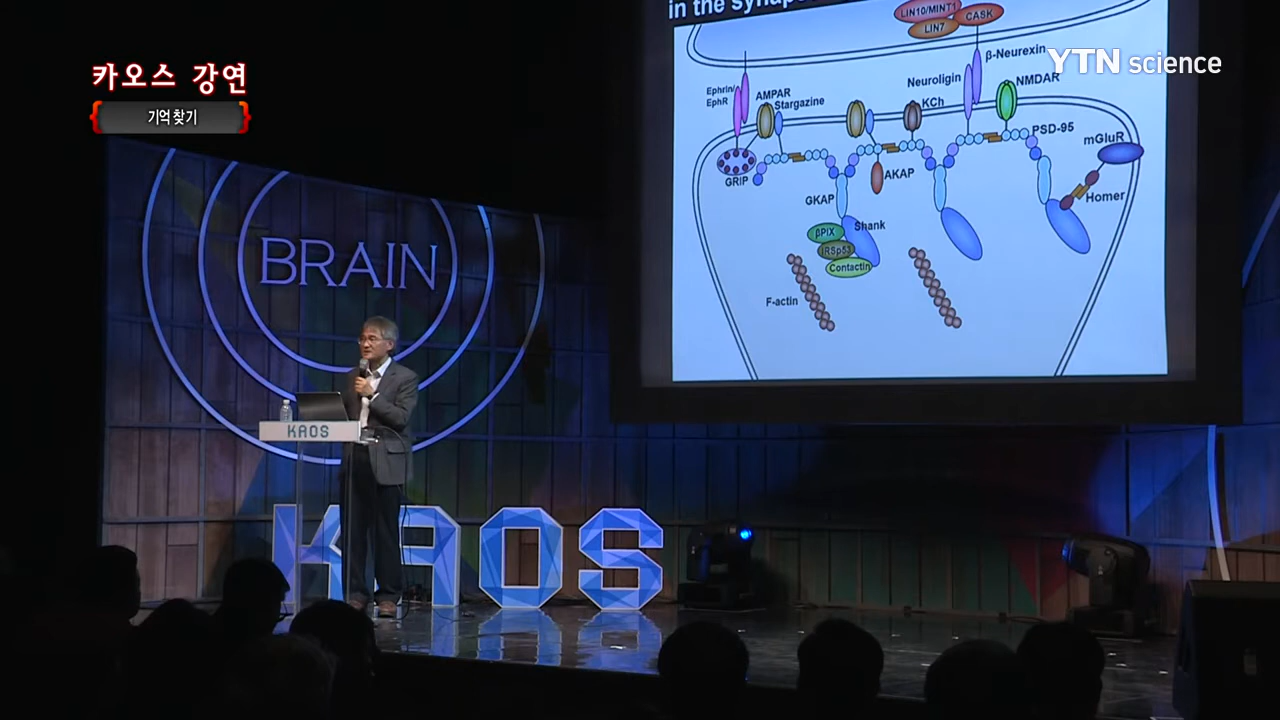 in the synap
LIN10/MINT1
CASK
LIN7
YTN science
카오스 강연
기억 찾기
β-Neurexin
Neuroligin
NMDAR
Ephrin/
EphR
AMPAR
Stargazine
KCh
PSD-95
mGluR
GRIP
AKAP
GKAP
Homer
Shank
βPIX
IRSp53
Contactin
F-actin
BRAIN
KAOS
KAOS